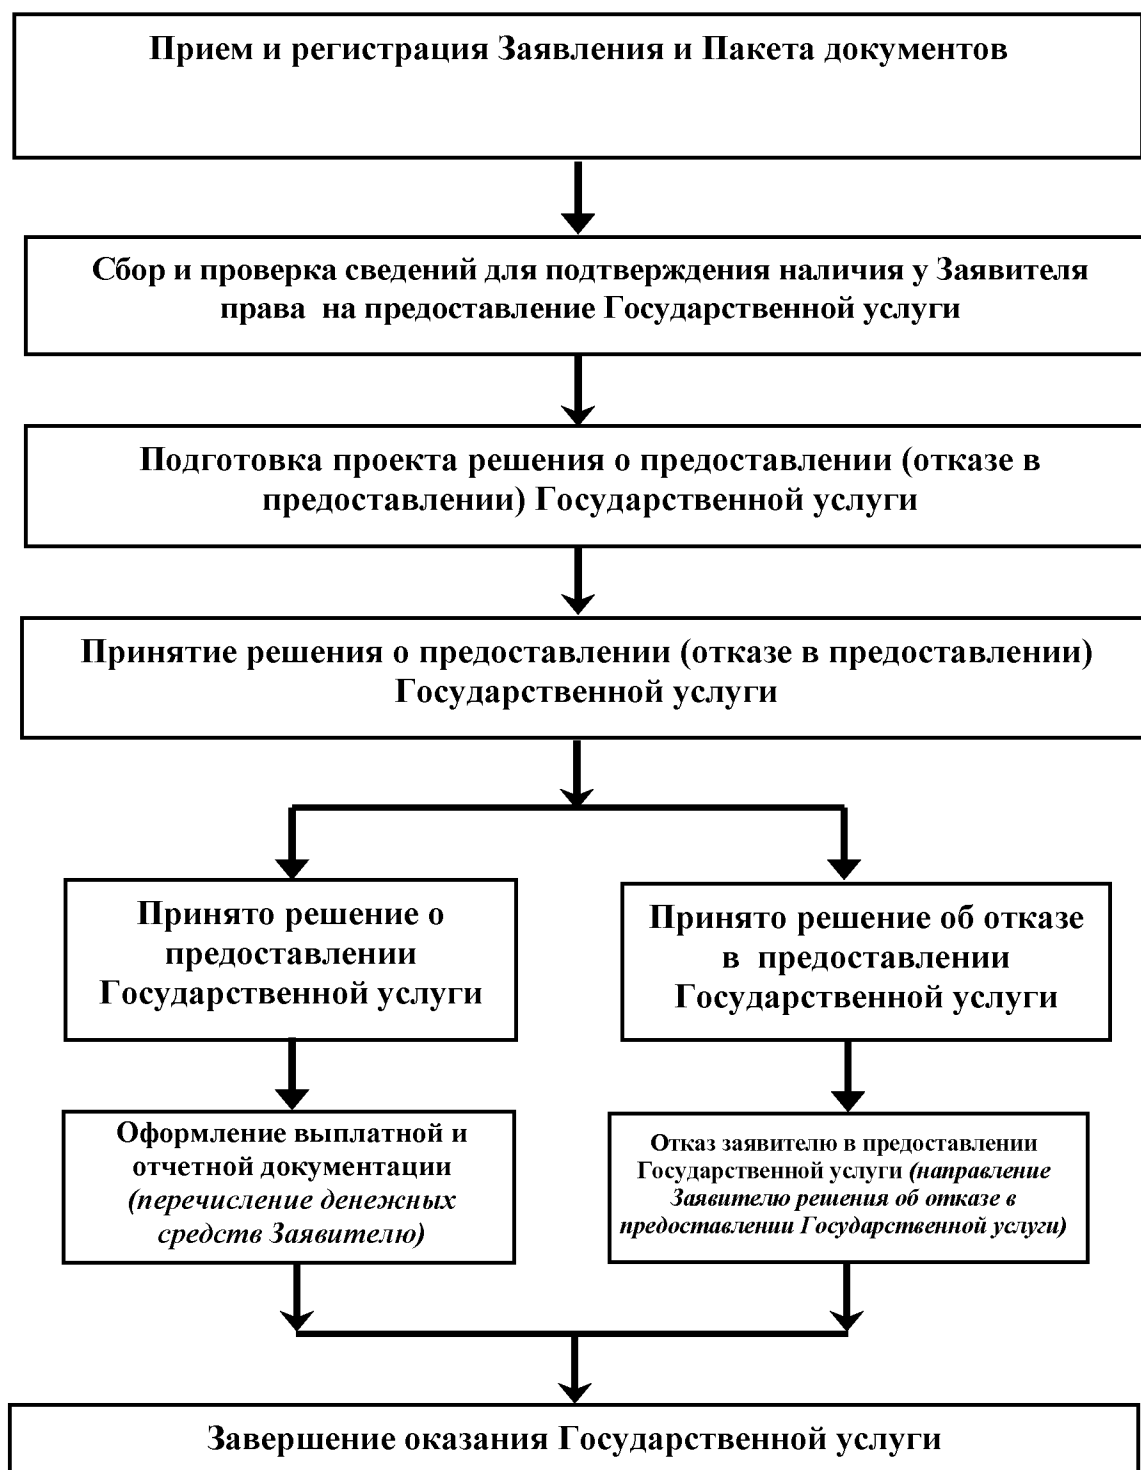 Прием и регистрация Заявления и Пакета документов
Сбор и проверка сведений для подтверждения наличия у Заявителя
права на предоставление Государственной услуги
Подготовка проекта решения о предоставлении (отказе в
предоставлении) Государственной услуги
Принятие решения о предоставлении (отказе в предоставлении)
Государственной услуги
Принято решение о
предоставлении
Государственной услуги
Принято решение об отказе
в предоставлении
Государственной услуги
Оформление выплатной и
отчетной документации
(перечисление денежных
средств Заявителю)
Отказ заявителю в предоставлении
Государственной услуги (направление
Заявителю решения об отказе в
предоставлении Государственной услуги)
Завершение оказания Государственной услуги